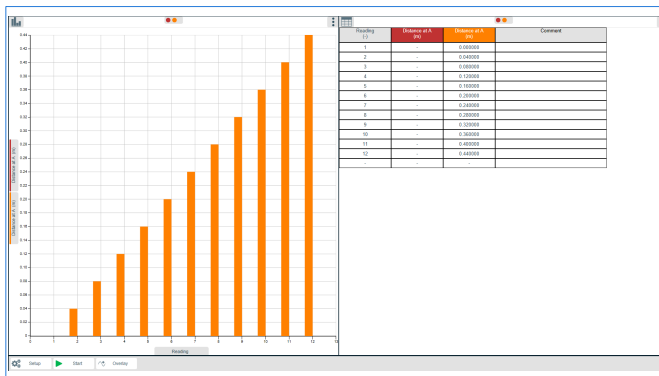 0.44
0.42
0.40
0.38
0.36
0.34
0.32
0.30
0.28
0.26
0.24
0.22
0.20
0.18
0.16
0.14
0.12
0.10
0.08
0.06
0.04
0.02
0
Distance at A (m)
Distance at A (m)
0 1 2 3 4 5 6 7 8 9 10 11 12 13
Reading
Reading (-) Distance at A (m) Distance at A (m) Comment
1 - 0.000000
2 - 0.040000
3 - 0.080000
4 - 0.120000
5 - 0.160000
6 - 0.200000
7 - 0.240000
8 - 0.280000
9 - 0.320000
10 - 0.360000
11 - 0.400000
12 - 0.440000
- - -
Setup Start Overlay